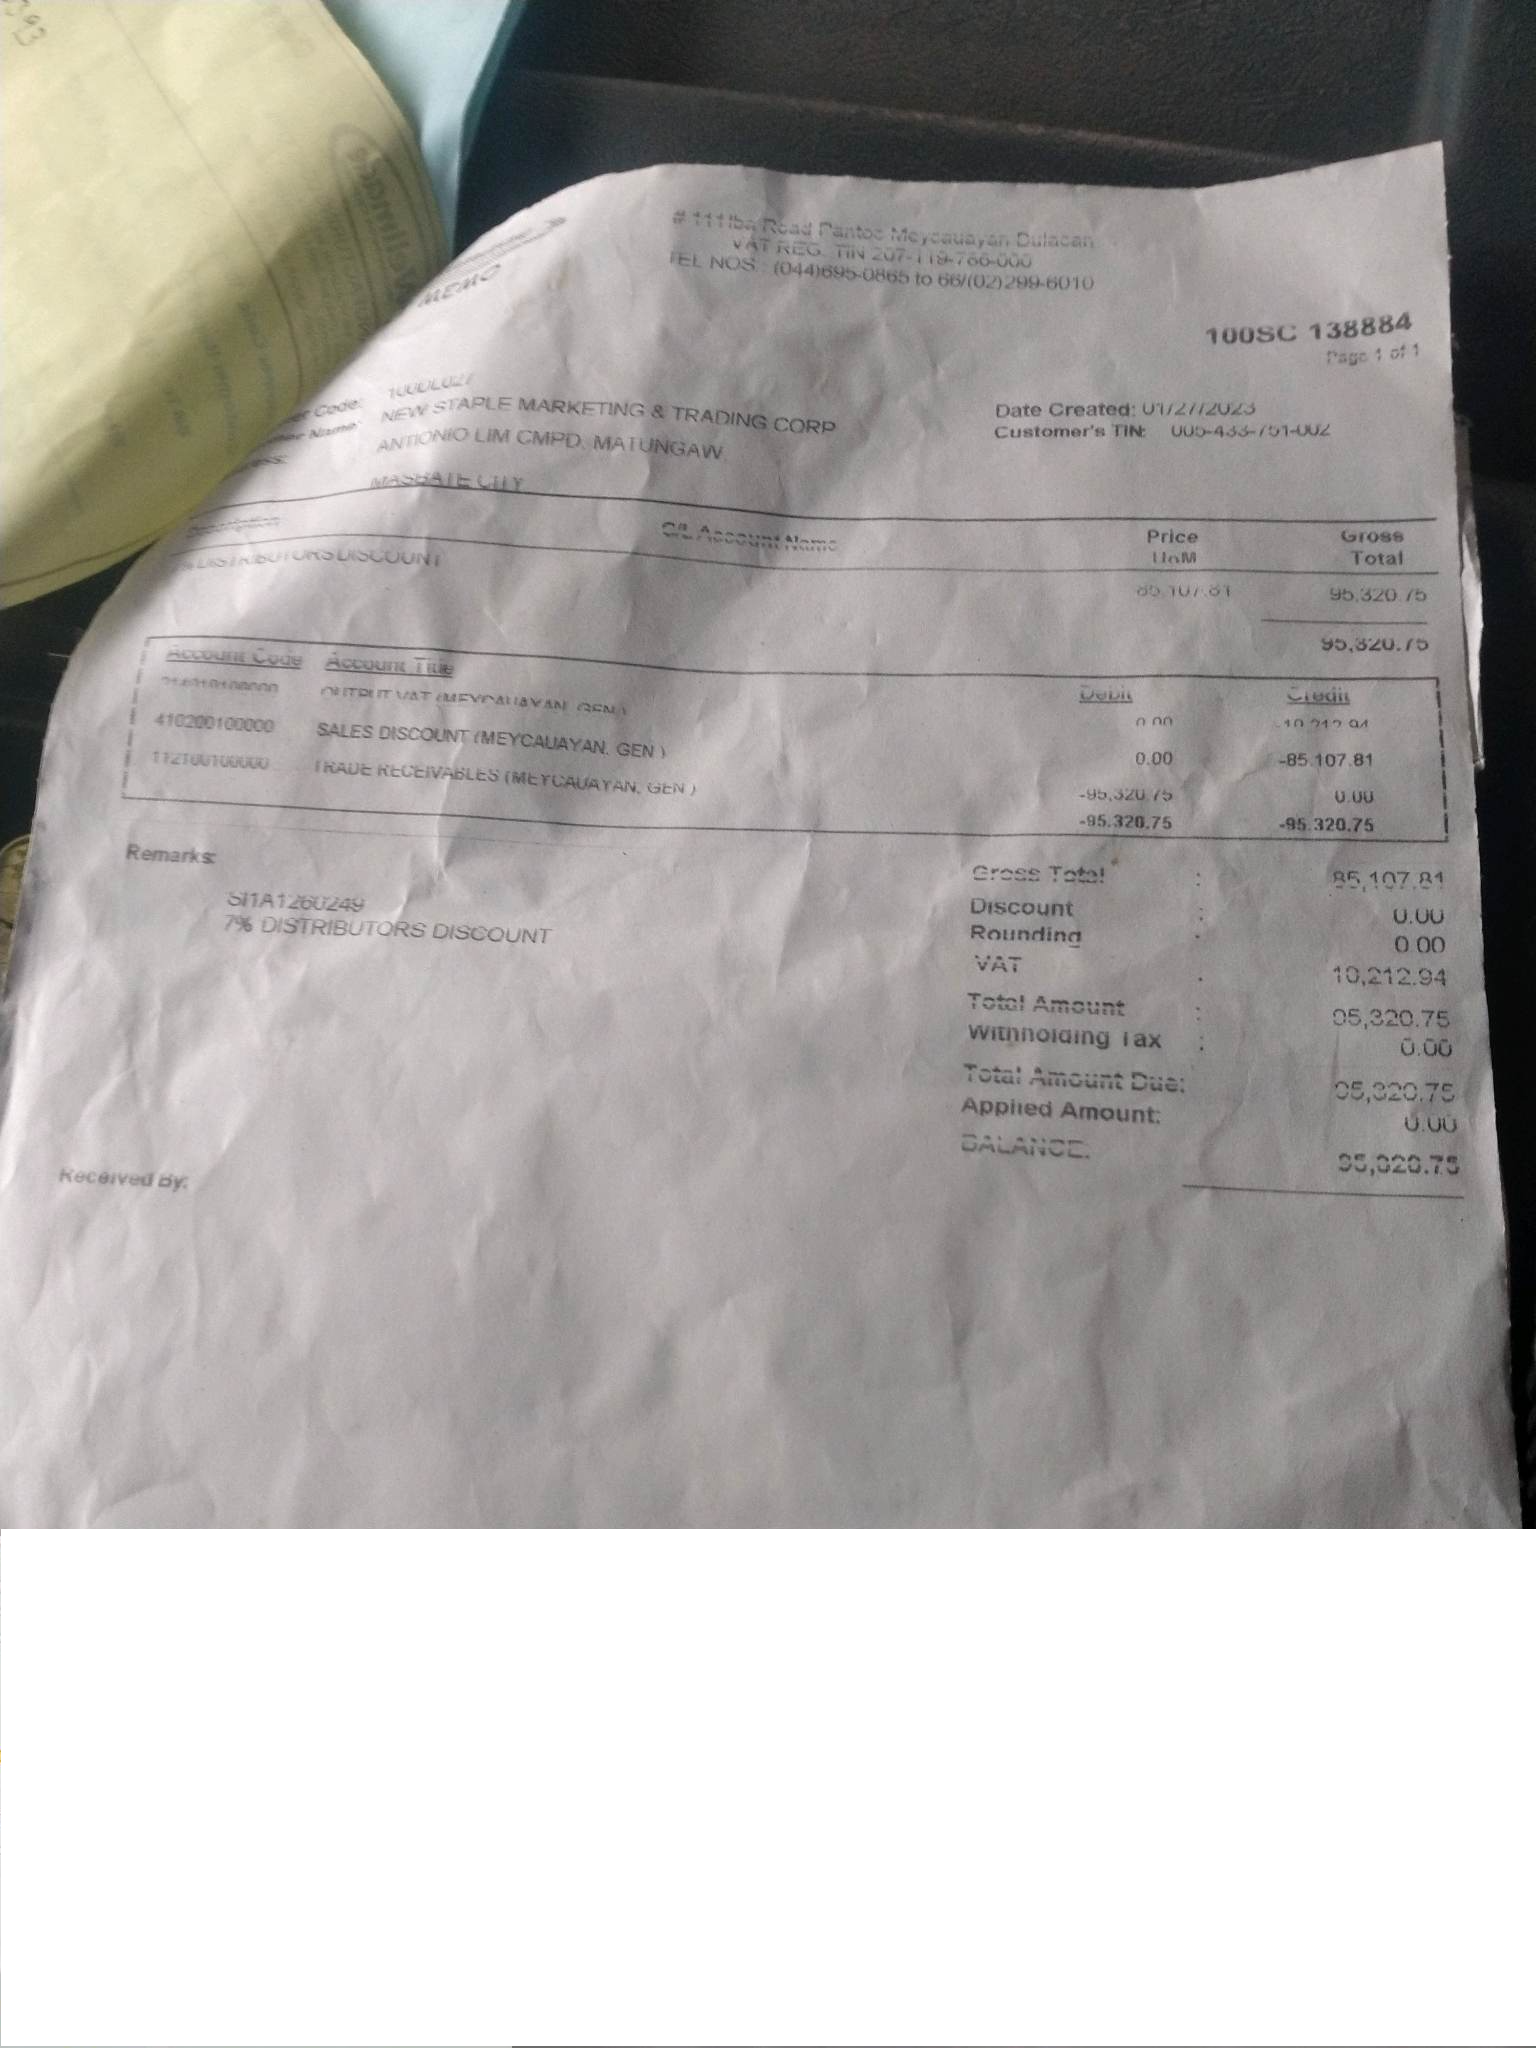 # 111 Iba Road Pantoc Meycauayan Bulacan
VAT REG. TIN 207-119-766-000
TEL NOS.: (044)695-0865 to 66/(02)299-6010
MEMO
100SC 138884
Page 1 of 1
Code: 100DL027
Name: NEW STAPLE MARKETING & TRADING CORP
ANTIONIO LIM CMPD. MATUNGAW
MASBATE CITY
Date Created: 01/27/2023
Customer's TIN: 005-433-751-002
Description G/L Account Name Price UoM Gross Total
DISTRIBUTORS DISCOUNT 85,107.81 95,320.75
95,320.75
Account Code Account Title Debit Credit
OUTPUT VAT (MEYCAUAYAN, GEN) 0.00 -10,212.94
410200100000 SALES DISCOUNT (MEYCAUAYAN, GEN) 0.00 -85,107.81
112100100000 TRADE RECEIVABLES (MEYCAUAYAN, GEN) -95,320.75 0.00
-95,320.75 -95,320.75
Remarks:
SI1A1260249
7% DISTRIBUTORS DISCOUNT
Gross Total : 85,107.81
Discount : 0.00
Rounding : 0.00
VAT : 10,212.94
Total Amount : 95,320.75
Withholding Tax : 0.00
Total Amount Due: 95,320.75
Applied Amount: 0.00
BALANCE: 95,320.75
Received By: